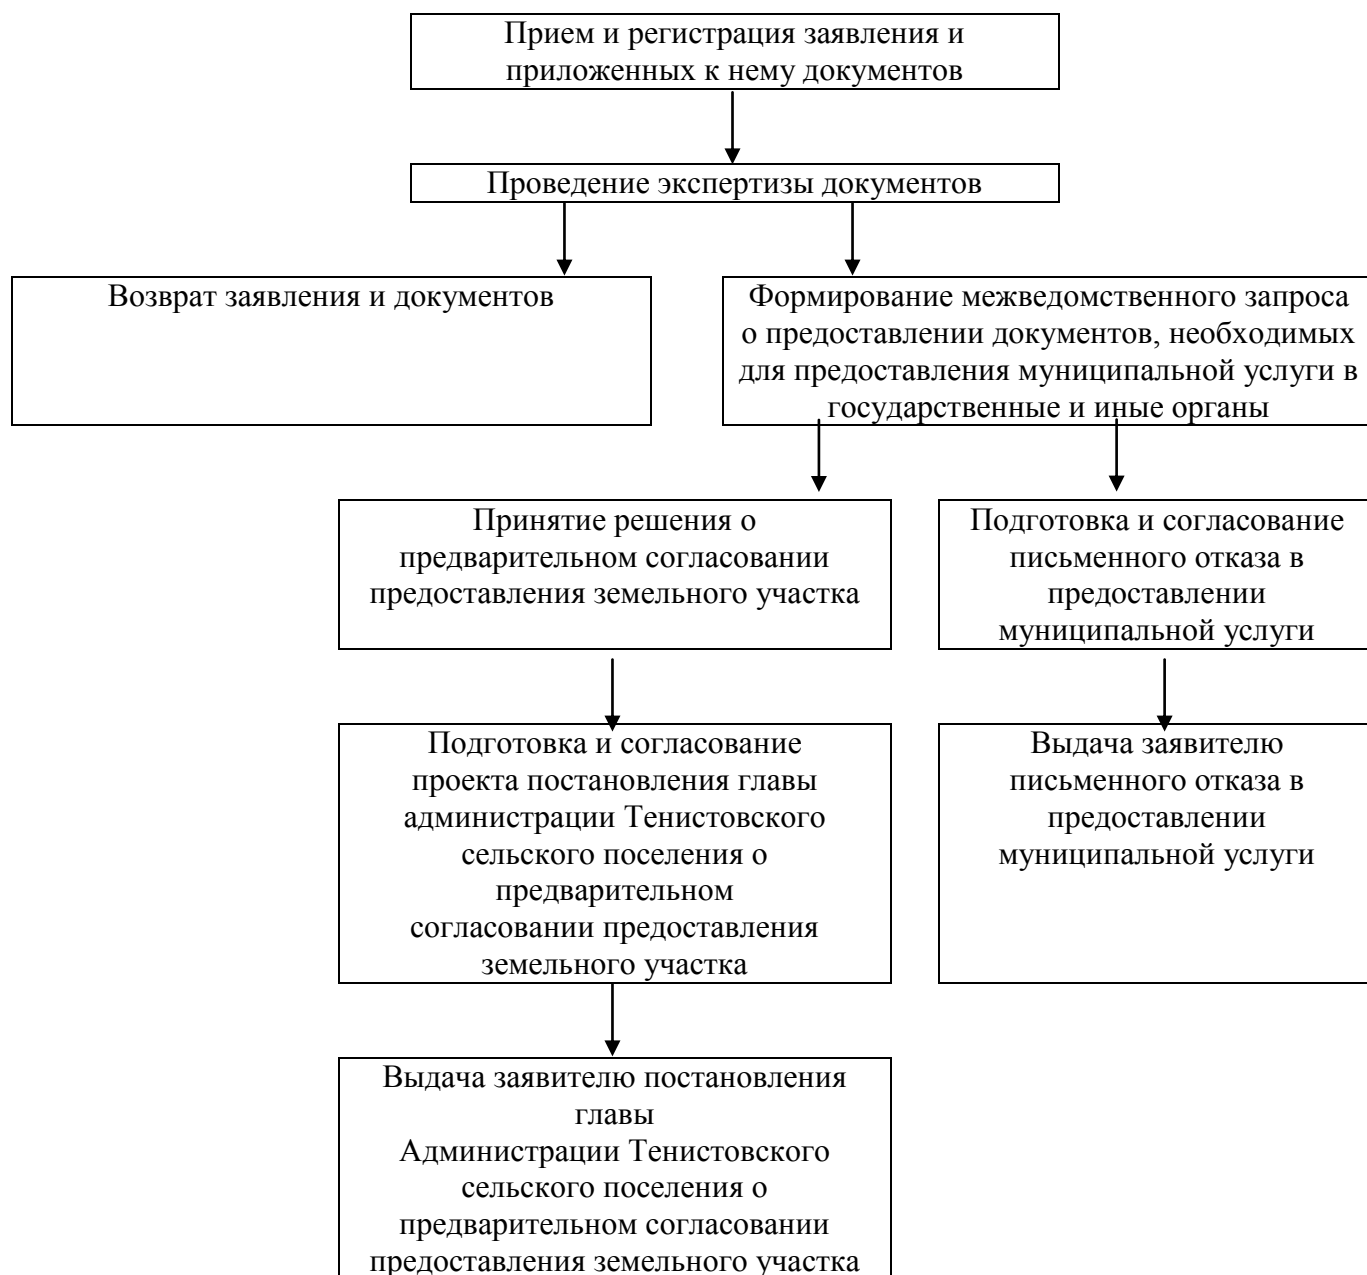 Прием и регистрация заявления и
приложенных к нему документов
Проведение экспертизы документов
Возврат заявления и документов
Формирование межведомственного запроса
о предоставлении документов, необходимых
для предоставления муниципальной услуги в
государственные и иные органы
Принятие решения о
предварительном согласовании
предоставления земельного участка
Подготовка и согласование
письменного отказа в
предоставлении
муниципальной услуги
Подготовка и согласование
проекта постановления главы
администрации Тенистовского
сельского поселения о
предварительном
согласовании предоставления
земельного участка
Выдача заявителю
письменного отказа в
предоставлении
муниципальной услуги
Выдача заявителю постановления
главы
Администрации Тенистовского
сельского поселения о
предварительном согласовании
предоставления земельного участка